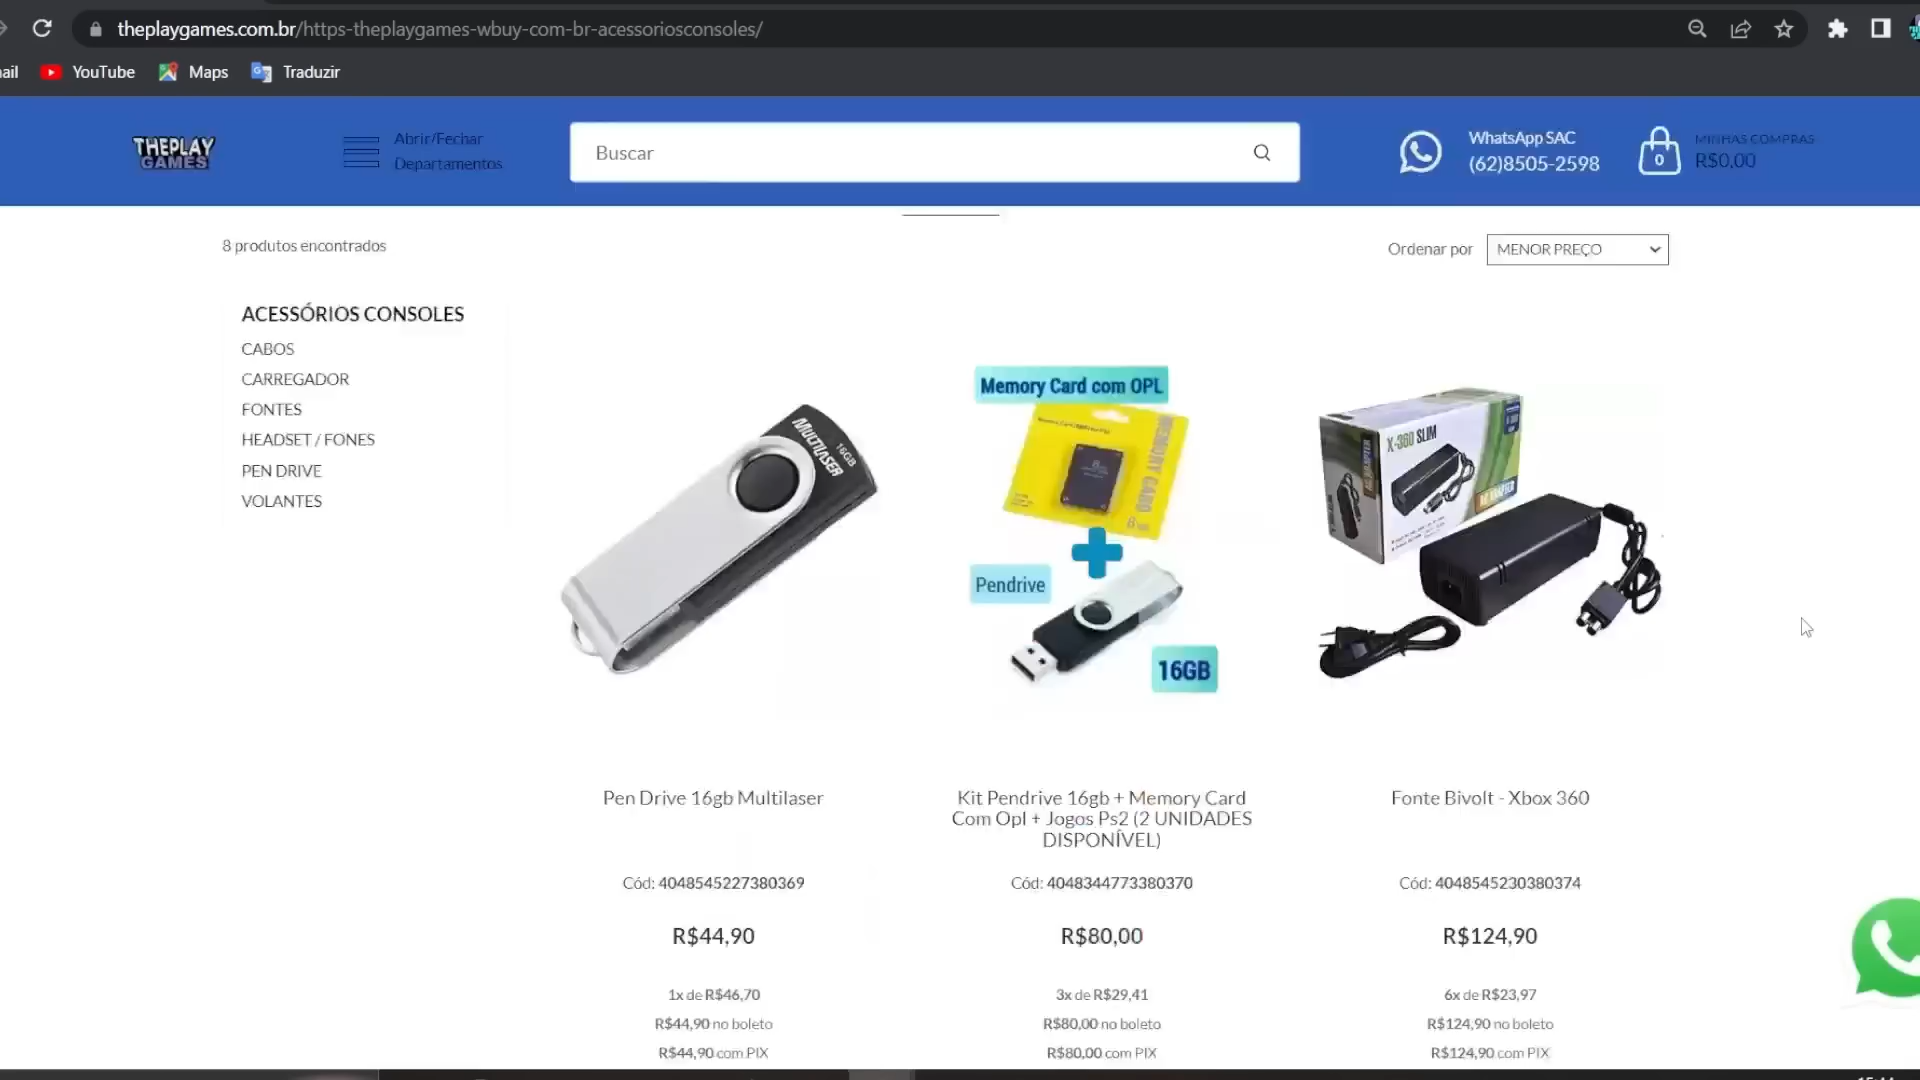 theplaygames.com.br/https-theplaygames-wbuy-com-br-acessoriosconsoles/
ail YouTube Maps Traduzir
THEPLAY
GAMES
Abrir/Fechar
Departamentos
Buscar
WhatsApp SAC
(62)8505-2598
0
MINHAS COMPRAS
R$0,00
8 produtos encontrados
Ordenar por MENOR PREÇO
ACESSÓRIOS CONSOLES
CABOS
CARREGADOR
FONTES
HEADSET / FONES
PEN DRIVE
VOLANTES
MULTILASER
16GB
Memory Card com OPL
MEMORY CARD
Pendrive
16GB
X-360 SLIM
AC ADAPTER
Pen Drive 16gb Multilaser
Cód: 4048545227380369
R$44,90
1x de R$46,70
R$44,90 no boleto
R$44,90 com PIX
Kit Pendrive 16gb + Memory Card
Com Opl + Jogos Ps2 (2 UNIDADES
DISPONÍVEL)
Cód: 4048344773380370
R$80,00
3x de R$29,41
R$80,00 no boleto
R$80,00 com PIX
Fonte Bivolt - Xbox 360
Cód: 4048545230380374
R$124,90
6x de R$23,97
R$124,90 no boleto
R$124,90 com PIX